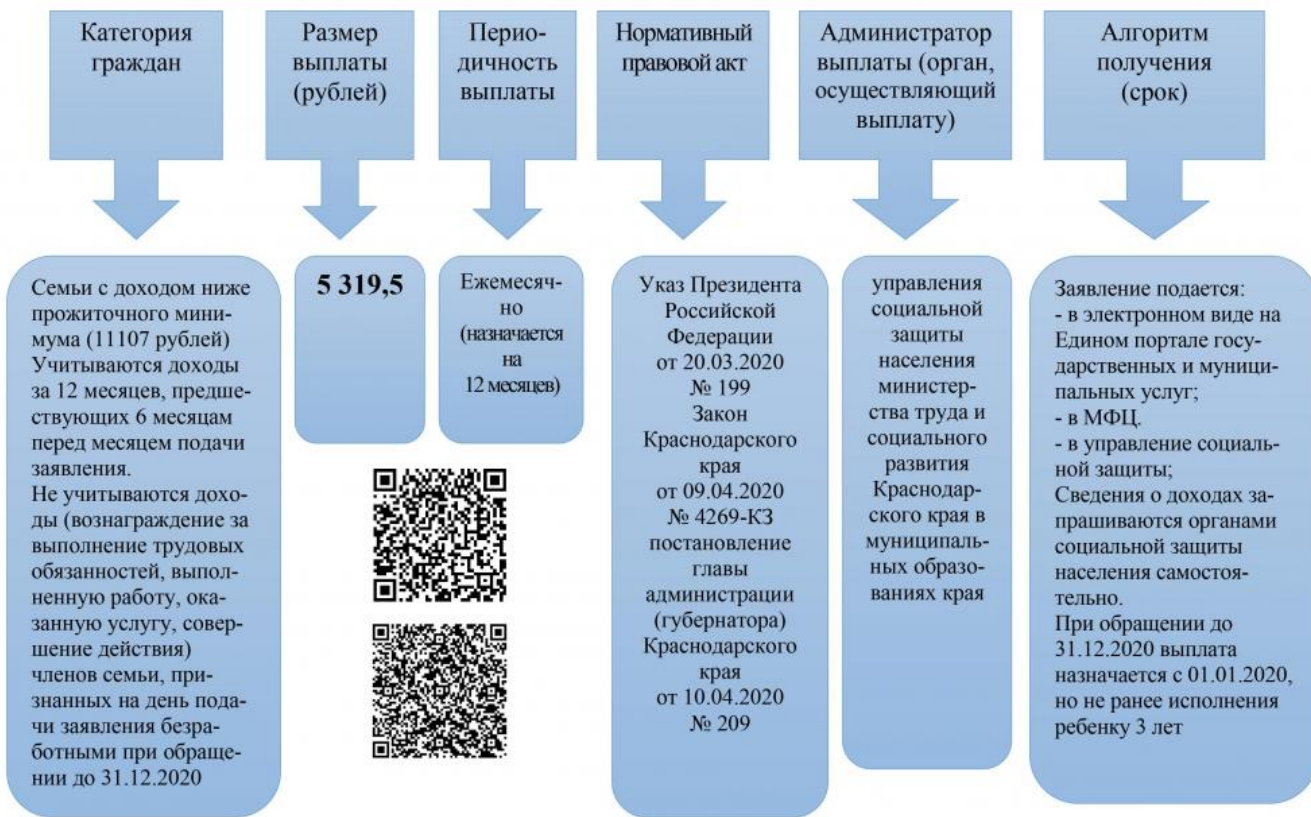 Категория
граждан
Размер
выплаты
(рублей)
Перио-
дичность
выплаты
Нормативный
правовой акт
Администратор
выплаты (орган,
осуществляющий
выплату)
Алгоритм
получения
(срок)
Семьи с доходом ниже
прожиточного мини-
мума (11107 рублей)
Учитываются доходы
за 12 месяцев, предше-
ствующих 6 месяцам
перед месяцем подачи
заявления.
Не учитываются дохо-
ды (вознаграждение за
выполнение трудовых
обязанностей, выпол-
ненную работу, ока-
занную услугу, совер-
шение действия)
членов семьи, при-
знанных на день пода-
чи заявления безра-
ботными при обраще-
нии до 31.12.2020
5 319,5
Ежемесяч-
но
(назначается
на
12 месяцев)
Указ Президента
Российской
Федерации
от 20.03.2020
№ 199
Закон
Краснодарского
края
от 09.04.2020
№ 4269-КЗ
постановление
главы
администрации
(губернатора)
Краснодарского
края
от 10.04.2020
№ 209
управления
социальной
защиты
населения
министер-
ства труда и
социального
развития
Краснодар-
ского края в
муниципаль-
ных образо-
ваниях края
Заявление подается:
- в электронном виде на
Едином портале госу-
дарственных и муници-
пальных услуг;
- в МФЦ.
- в управление социаль-
ной защиты;
Сведения о доходах за-
прашиваются органами
социальной защиты
населения самостоя-
тельно.
При обращении до
31.12.2020 выплата
назначается с 01.01.2020,
но не ранее исполнения
ребенку 3 лет